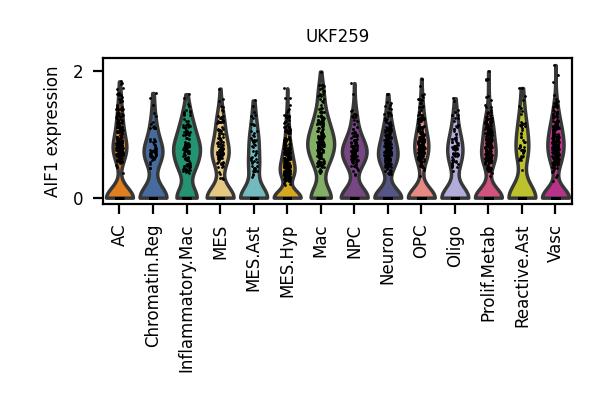 UKF259
AIF1 expression
2
0
AC
Chromatin.Reg
Inflammatory.Mac
MES
MES.Ast
MES.Hyp
Mac
NPC
Neuron
OPC
Oligo
Prolif.Metab
Reactive.Ast
Vasc